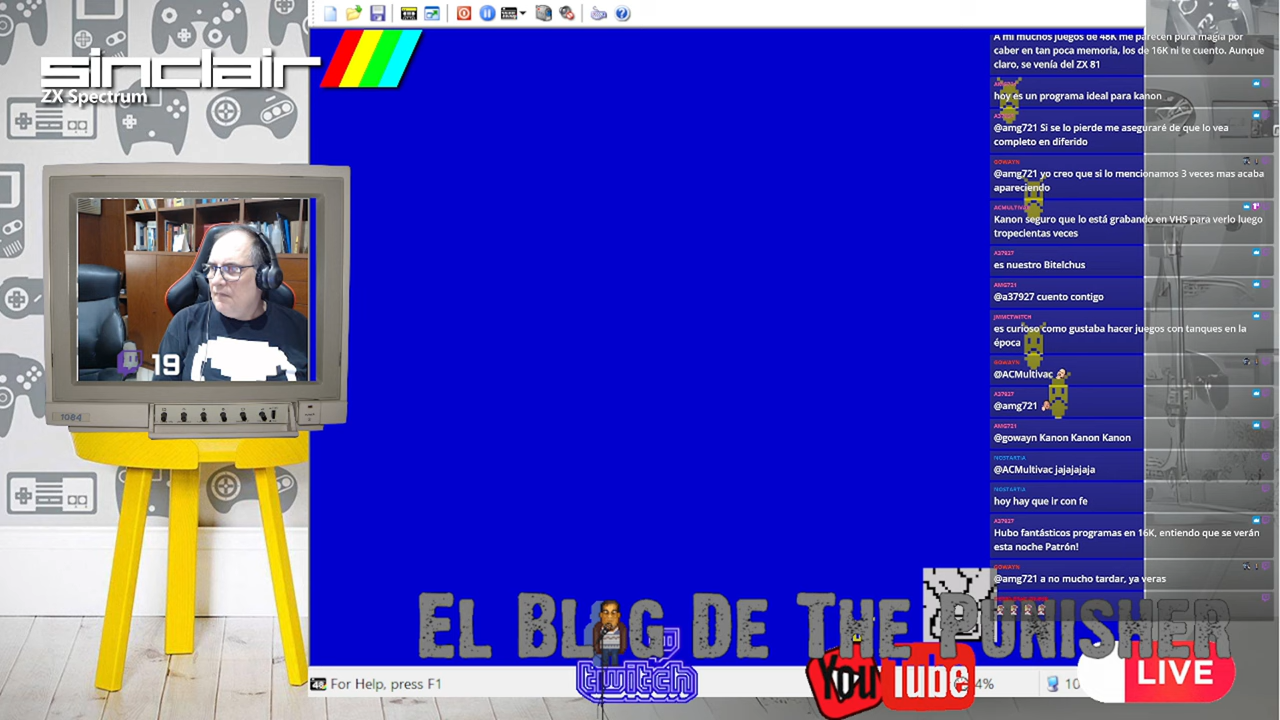 sinclair
ZX Spectrum
19
1084
A mi muchos juegos de 48K me parecen pura magia por
caber en tan poca memoria, los de 16K ni te cuento. Aunque
claro, se venía del ZX 81
hoy es un programa ideal para kanon
@amg721 Si se lo pierde me aseguraré de que lo vea
completo en diferido
GOWAYN
@amg721 yo creo que si lo mencionamos 3 veces mas acaba
apareciendo
ACMULTIVAC
Kanon seguro que lo está grabando en VHS para verlo luego
tropecientas veces
A37927
es nuestro Bitelchus
AMG721
@a37927 cuento contigo
JMMCTWITCH
es curioso como gustaba hacer juegos con tanques en la
época
GOWAYN
@ACMultivac
A37927
@amg721
AMG721
@gowayn Kanon Kanon Kanon
NOSTARTIA
@ACMultivac jajajajaja
NOSTARTIA
hoy hay que ir con fe
A37927
Hubo fantásticos programas en 16K, entiendo que se verán
esta noche Patrón!
GOWAYN
@amg721 a no mucho tardar, ya veras
El Blog De The Punisher
For Help, press F1
twitch
YouTube
4%
10
LIVE